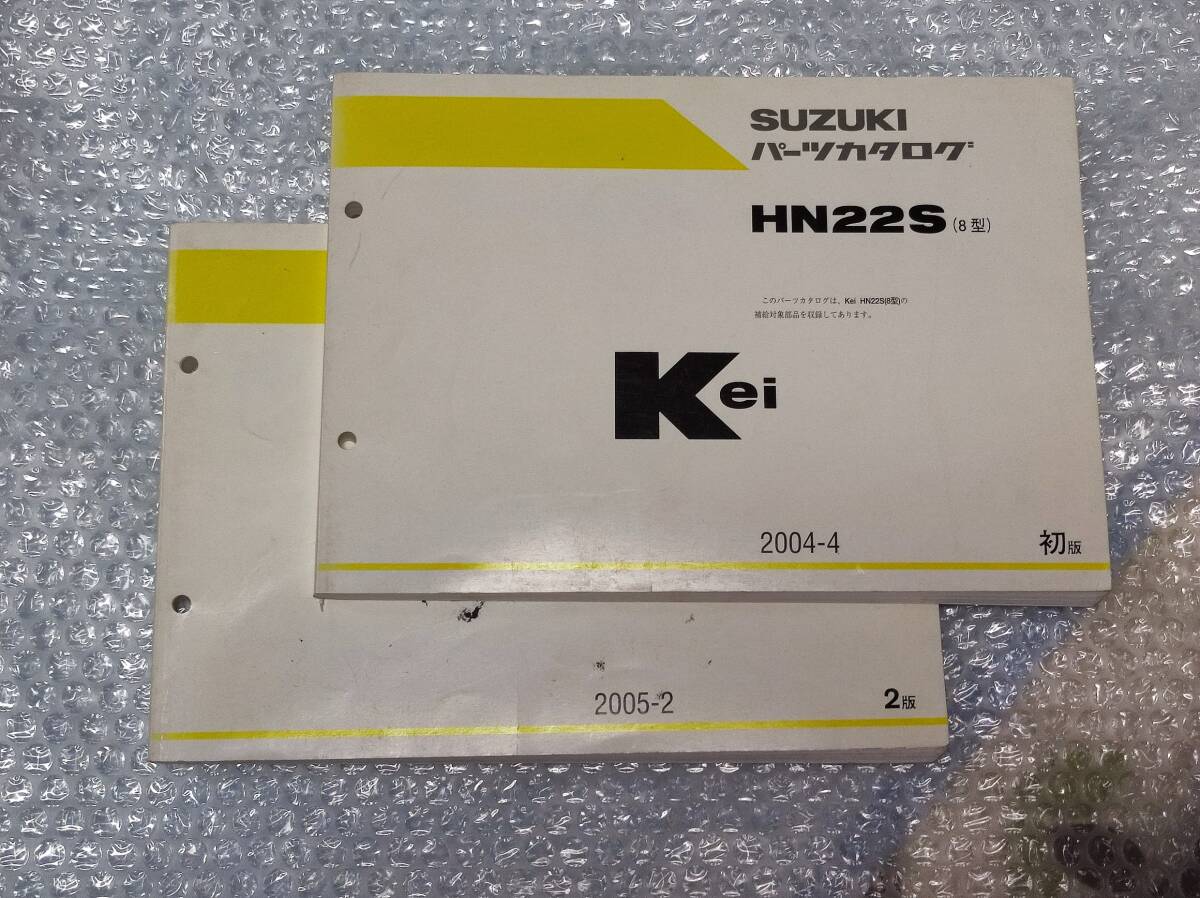 SUZUKI
パーツカタログ
HN22S (8型)
このパーツカタログは、Kei HN22S(8型)の
補給対象部品を収録してあります。
Kei
2004-4 初版
2005-2 2版